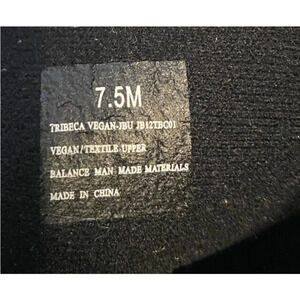 7.5M
TRIBECA VEGAN-JBU JB12TBC01
VEGAN/TEXTILE UPPER
BALANCE MAN MADE MATERIALS
MADE IN CHINA